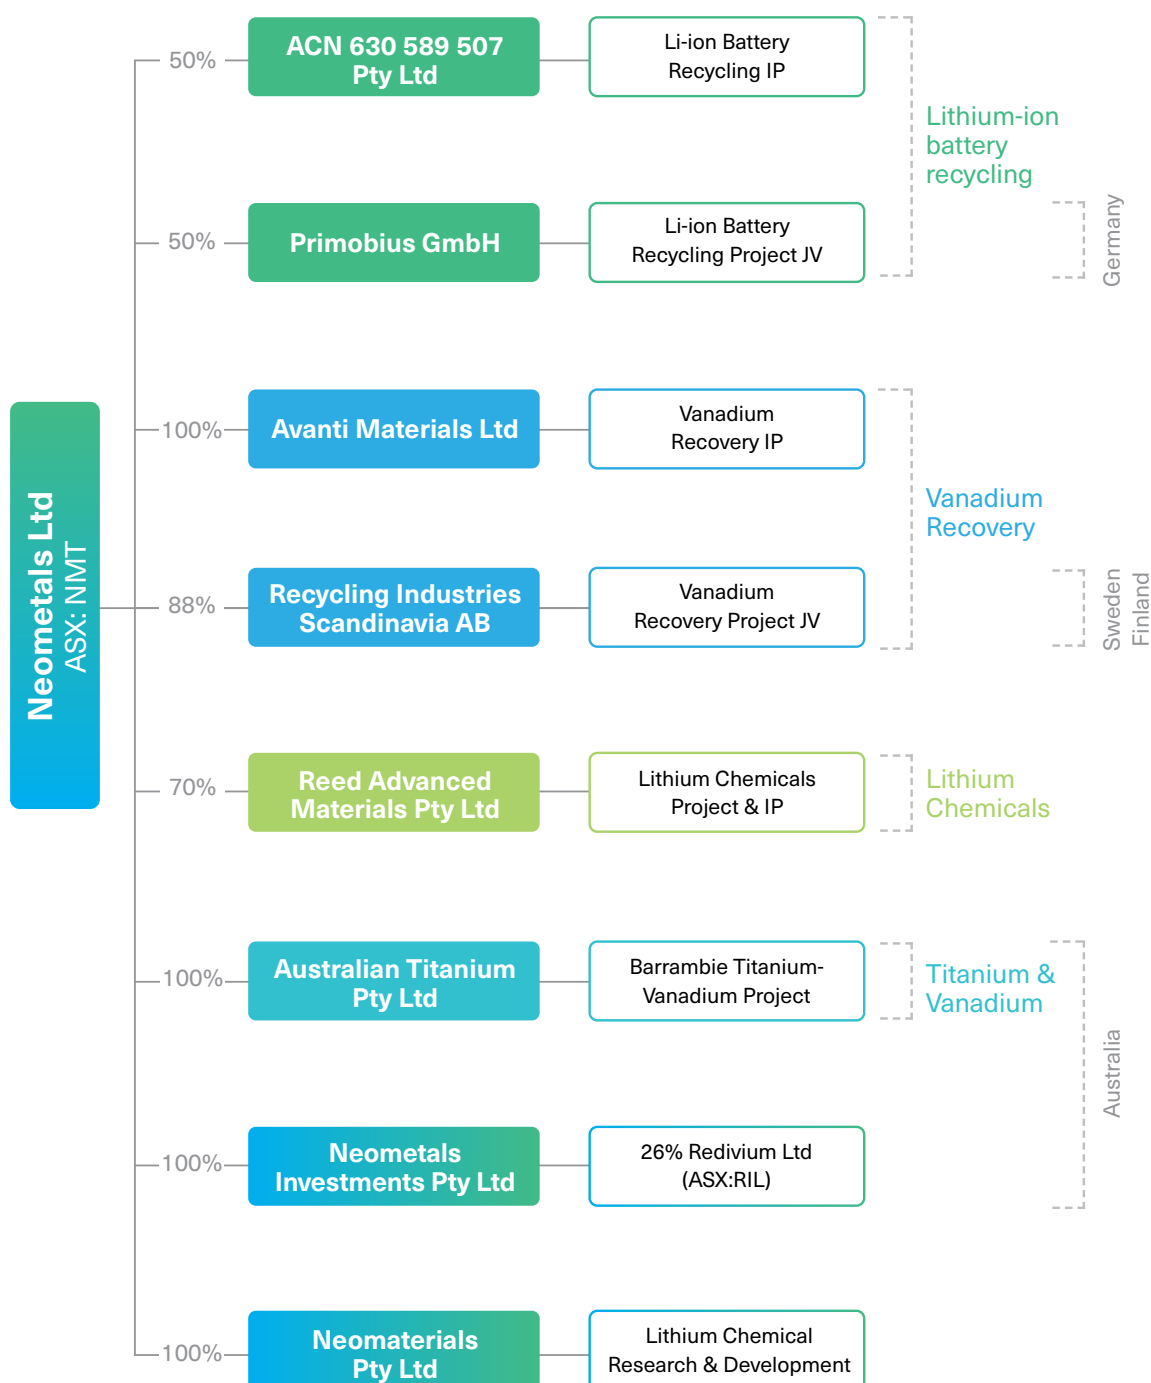 Neometals Ltd
ASX: NMT
50%
ACN 630 589 507
Pty Ltd
Li-ion Battery
Recycling IP
Lithium-ion
battery
recycling
50%
Primobius GmbH
Li-ion Battery
Recycling Project JV
Germany
100%
Avanti Materials Ltd
Vanadium
Recovery IP
Vanadium
Recovery
88%
Recycling Industries
Scandinavia AB
Vanadium
Recovery Project JV
Sweden
Finland
70%
Reed Advanced
Materials Pty Ltd
Lithium Chemicals
Project & IP
Lithium
Chemicals
100%
Australian Titanium
Pty Ltd
Barrambie Titanium-
Vanadium Project
Titanium &
Vanadium
Australia
100%
Neometals
Investments Pty Ltd
26% Redivium Ltd
(ASX:RIL)
100%
Neomaterials
Pty Ltd
Lithium Chemical
Research & Development